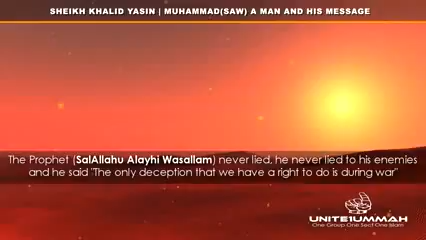 SHEIKH KHALID YASIN | MUHAMMAD(SAW) A MAN AND HIS MESSAGE
The Prophet (SalAllahu Alayhi Wasallam) never lied, he never lied to his enemies
and he said "The only deception that we have a right to do is during war"
UNITE1UMMAH
One Group One Sect One Islam